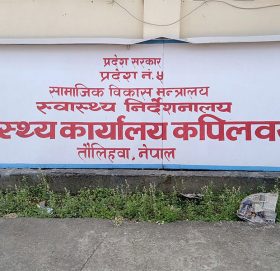 प्रदेश सरकार
प्रदेश नं. ५
सामाजिक विकास मन्त्रालय
स्वास्थ्य निर्देशनालय
स्थ्य कार्यालय कपिलव
तौलिहवा, नेपाल